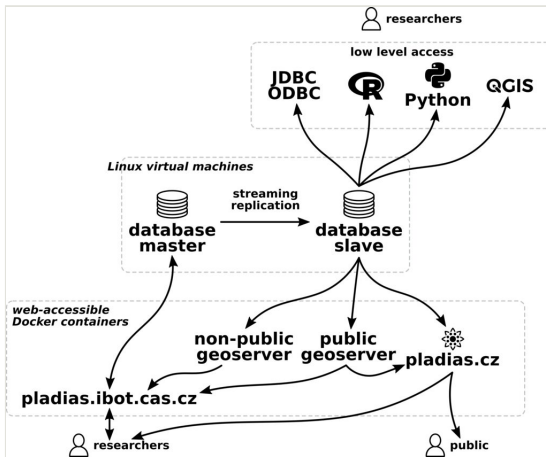 researchers
low level access
JDBC
ODBC
R
Python
QGIS
Linux virtual machines
streaming
replication
database
master
database
slave
web-accessible
Docker containers
non-public
geoserver
public
geoserver
pladias.cz
pladias.ibot.cas.cz
researchers
public